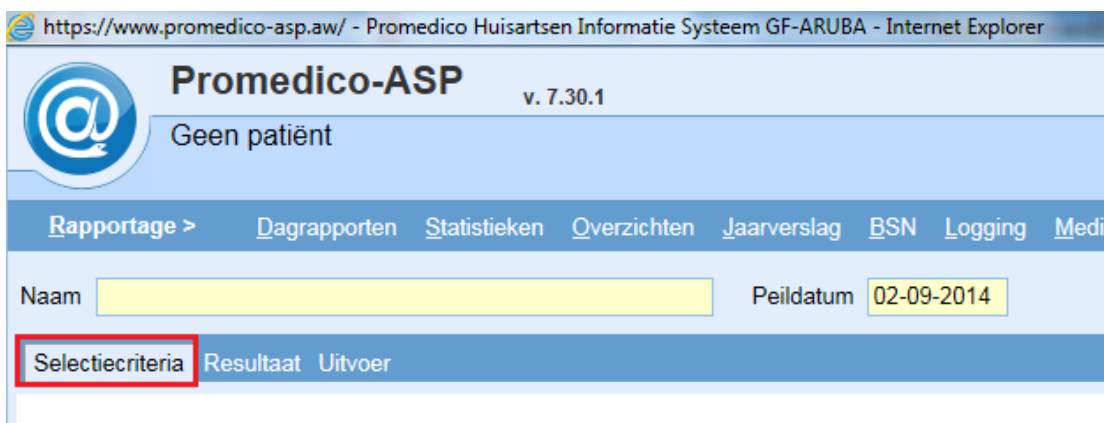 https://www.promedico-asp.aw/ - Promedico Huisartsen Informatie Systeem GF-ARUBA - Internet Explorer
Promedico-ASP v. 7.30.1
Geen patiënt
Rapportage > Dagrapporten Statistieken Overzichten Jaarverslag BSN Logging Medi
Naam Peildatum 02-09-2014
Selectiecriteria Resultaat Uitvoer